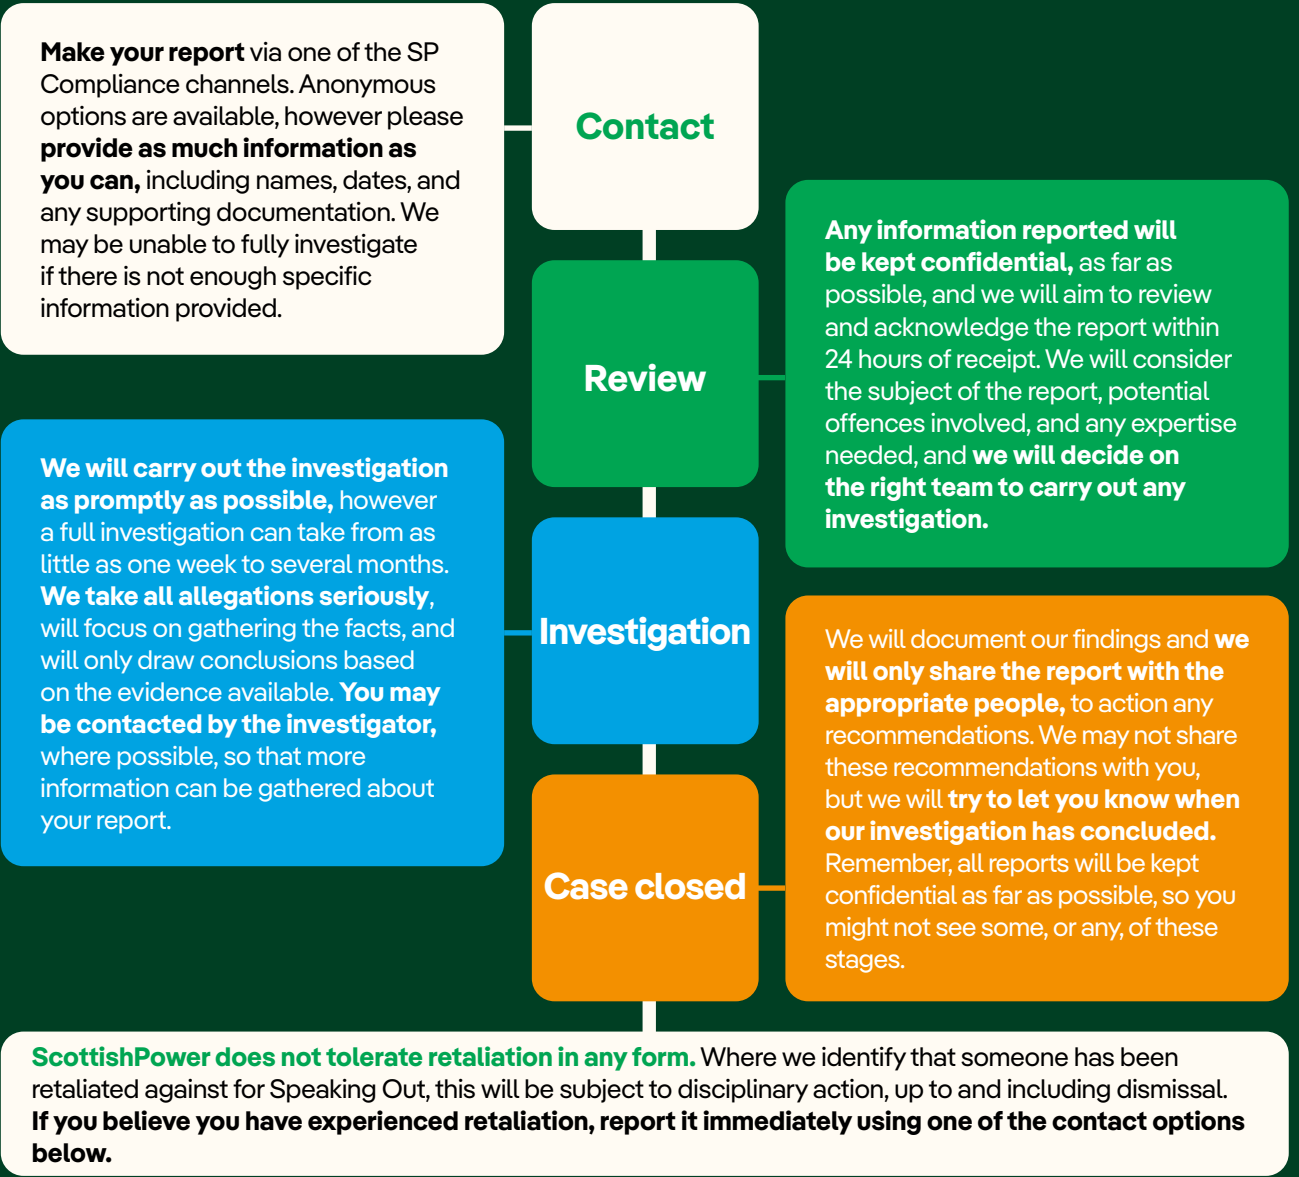 Make your report via one of the SP
Compliance channels. Anonymous
options are available, however please
provide as much information as
you can, including names, dates, and
any supporting documentation. We
may be unable to fully investigate
if there is not enough specific
information provided.
Contact
Review
Any information reported will
be kept confidential, as far as
possible, and we will aim to review
and acknowledge the report within
24 hours of receipt. We will consider
the subject of the report, potential
offences involved, and any expertise
needed, and we will decide on
the right team to carry out any
investigation.
We will carry out the investigation
as promptly as possible, however
a full investigation can take from as
little as one week to several months.
We take all allegations seriously,
will focus on gathering the facts, and
will only draw conclusions based
on the evidence available. You may
be contacted by the investigator,
where possible, so that more
information can be gathered about
your report.
Investigation
Case closed
We will document our findings and we
will only share the report with the
appropriate people, to action any
recommendations. We may not share
these recommendations with you,
but we will try to let you know when
our investigation has concluded.
Remember, all reports will be kept
confidential as far as possible, so you
might not see some, or any, of these
stages.
ScottishPower does not tolerate retaliation in any form. Where we identify that someone has been
retaliated against for Speaking Out, this will be subject to disciplinary action, up to and including dismissal.
If you believe you have experienced retaliation, report it immediately using one of the contact options
below.